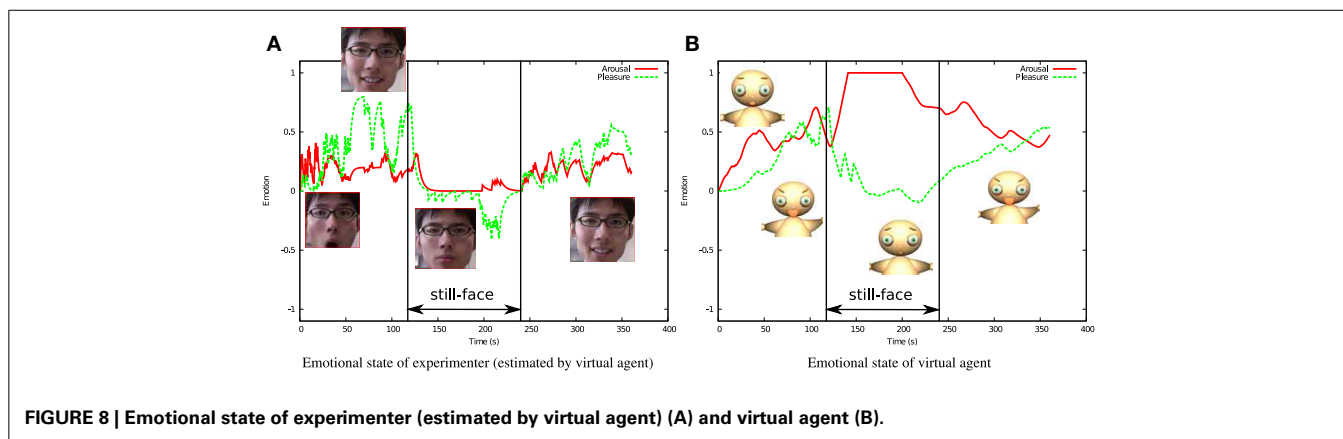 A
Arousal
Pleasure
1
0.5
0
-0.5
-1
Emotion
still-face
0 50 100 150 200 250 300 350 400
Time (s)
Emotional state of experimenter (estimated by virtual agent)
B
Arousal
Pleasure
1
0.5
0
-0.5
-1
Emotion
still-face
0 50 100 150 200 250 300 350 400
Time (s)
Emotional state of virtual agent
FIGURE 8 | Emotional state of experimenter (estimated by virtual agent) (A) and virtual agent (B).